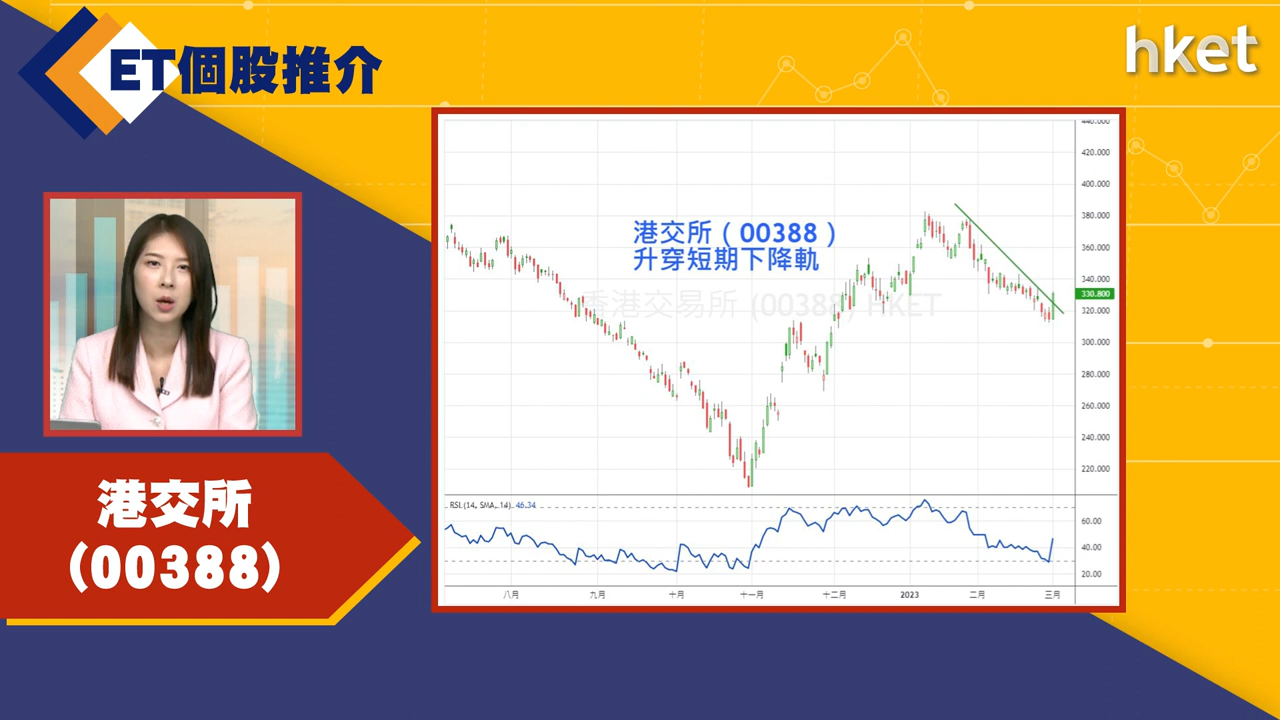 ET個股推介
hket
港交所
(00388)
港交所（00388）
升穿短期下降軌
香港交易所 (00388) HKET
440.000
420.000
400.000
380.000
360.000
340.000
330.800
320.000
300.000
280.000
260.000
240.000
220.000
RSI (14, SMA, 14) 46.34
60.00
40.00
20.00
八月 九月 十月 十一月 十二月 2023 二月 三月